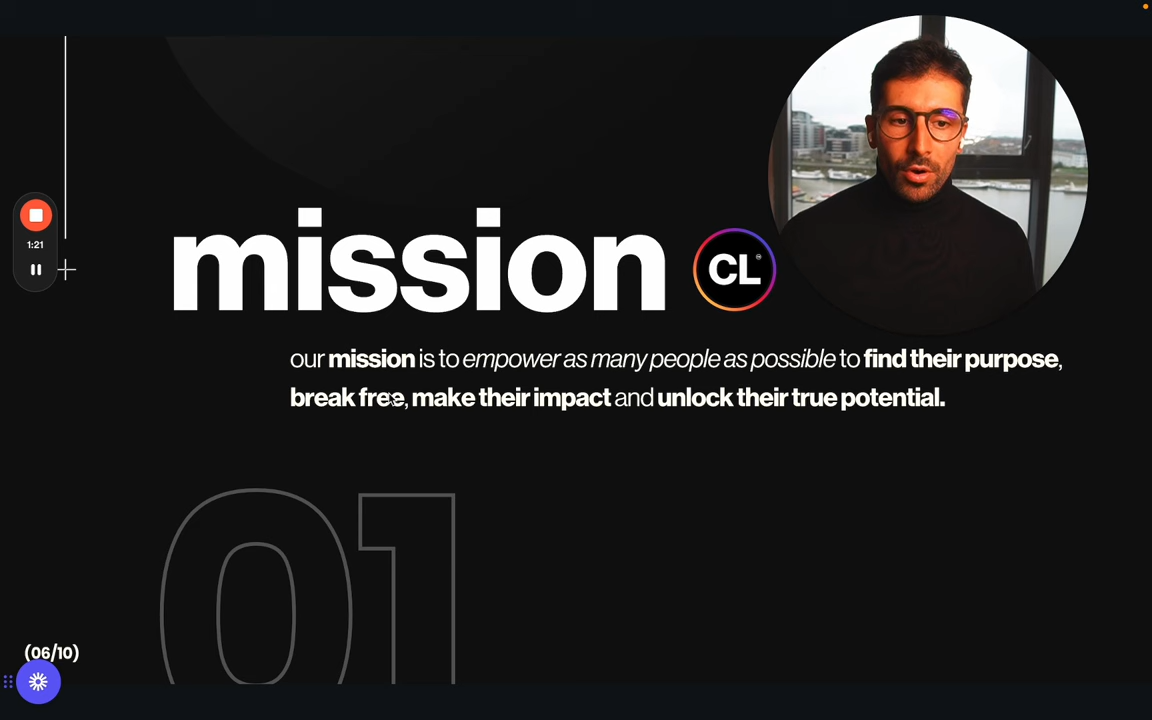 1:21
mission
CL
our mission is to empower as many people as possible to find their purpose,
break free, make their impact and unlock their true potential.
01
(06/10)